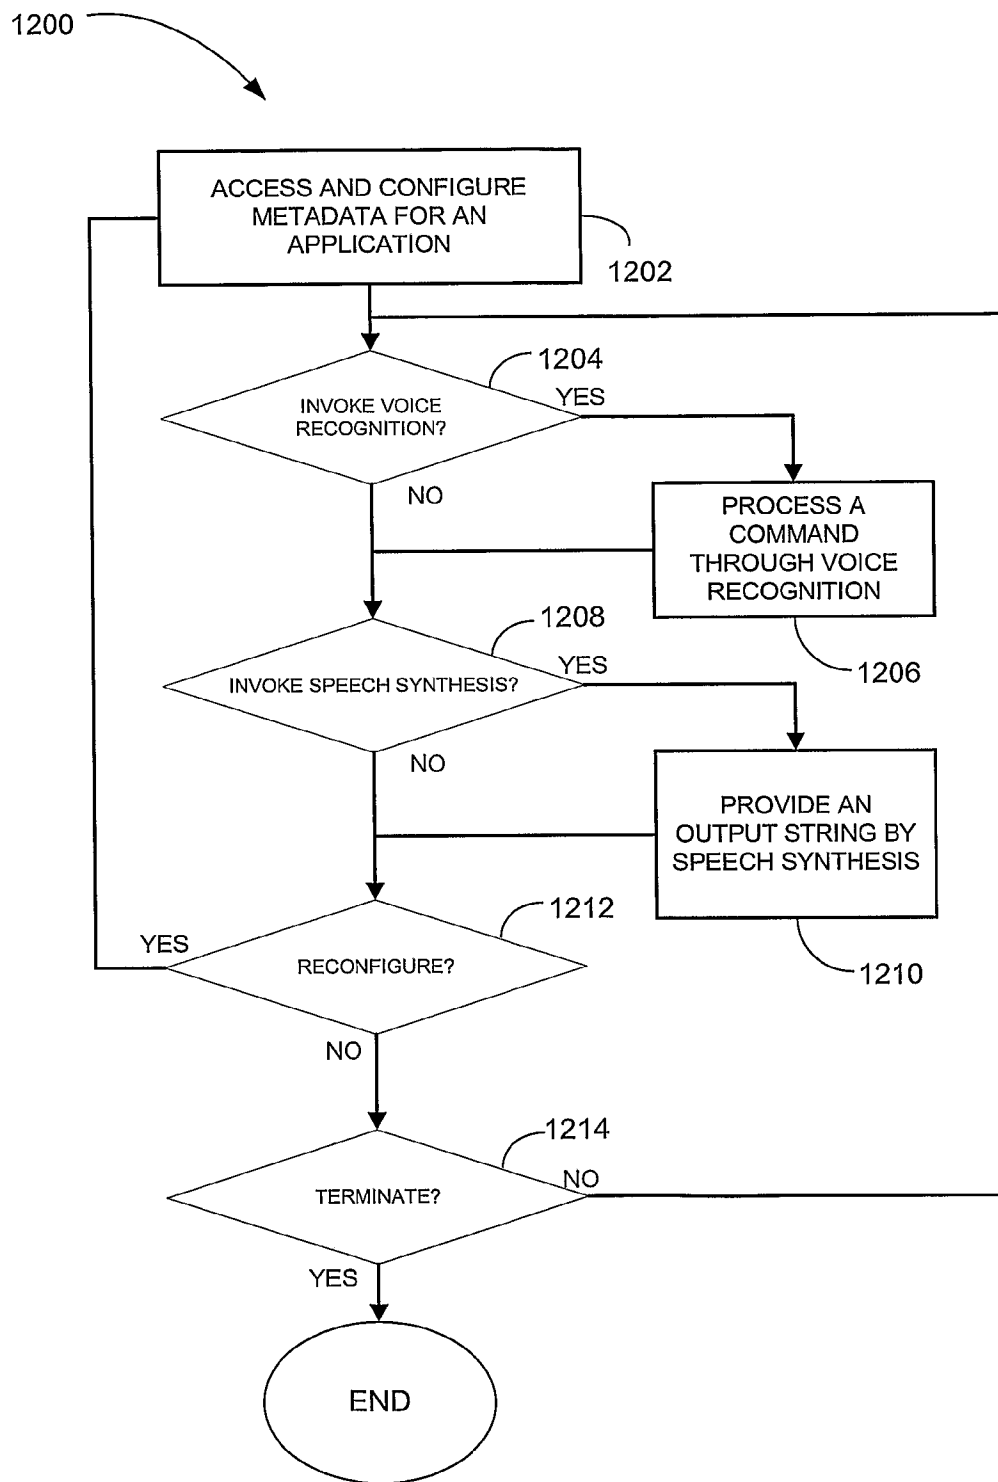 1200
ACCESS AND CONFIGURE
METADATA FOR AN
APPLICATION
1202
1204
INVOKE VOICE
RECOGNITION?
YES
NO
PROCESS A
COMMAND
THROUGH VOICE
RECOGNITION
1206
1208
INVOKE SPEECH SYNTHESIS?
YES
NO
PROVIDE AN
OUTPUT STRING BY
SPEECH SYNTHESIS
1210
1212
YES
RECONFIGURE?
NO
1214
TERMINATE?
NO
YES
END